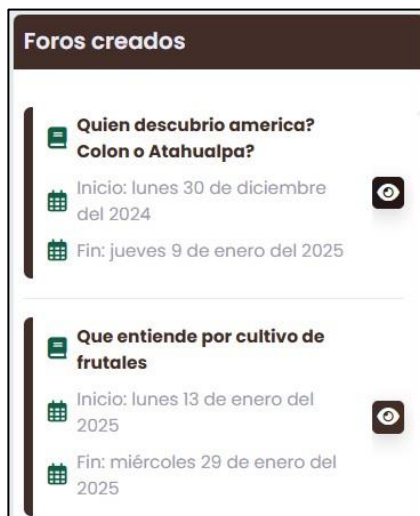 Foros creados
Quien descubrio america?
Colon o Atahualpa?
Inicio: lunes 30 de diciembre
del 2024
Fin: jueves 9 de enero del 2025
Que entiende por cultivo de
frutales
Inicio: lunes 13 de enero del
2025
Fin: miércoles 29 de enero del
2025